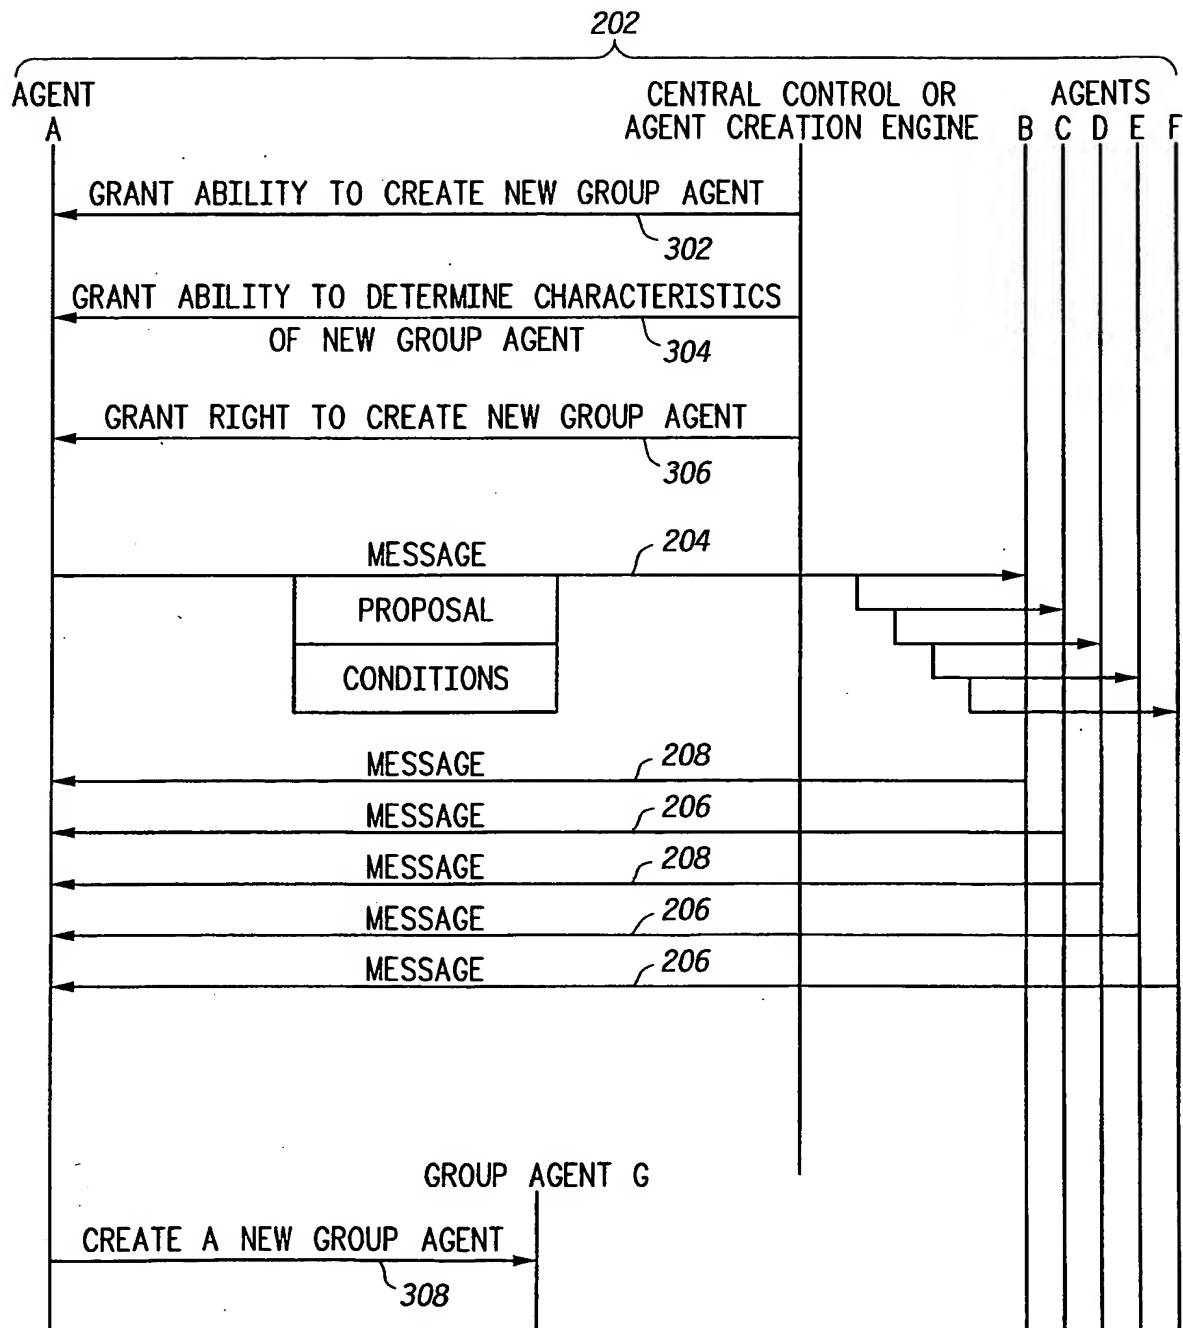 202
AGENT
A
CENTRAL CONTROL OR
AGENT CREATION ENGINE
AGENTS
B C D E F
GRANT ABILITY TO CREATE NEW GROUP AGENT
302
GRANT ABILITY TO DETERMINE CHARACTERISTICS
OF NEW GROUP AGENT
304
GRANT RIGHT TO CREATE NEW GROUP AGENT
306
MESSAGE
204
PROPOSAL
CONDITIONS
MESSAGE
208
MESSAGE
206
MESSAGE
208
MESSAGE
206
MESSAGE
206
GROUP AGENT G
CREATE A NEW GROUP AGENT
308